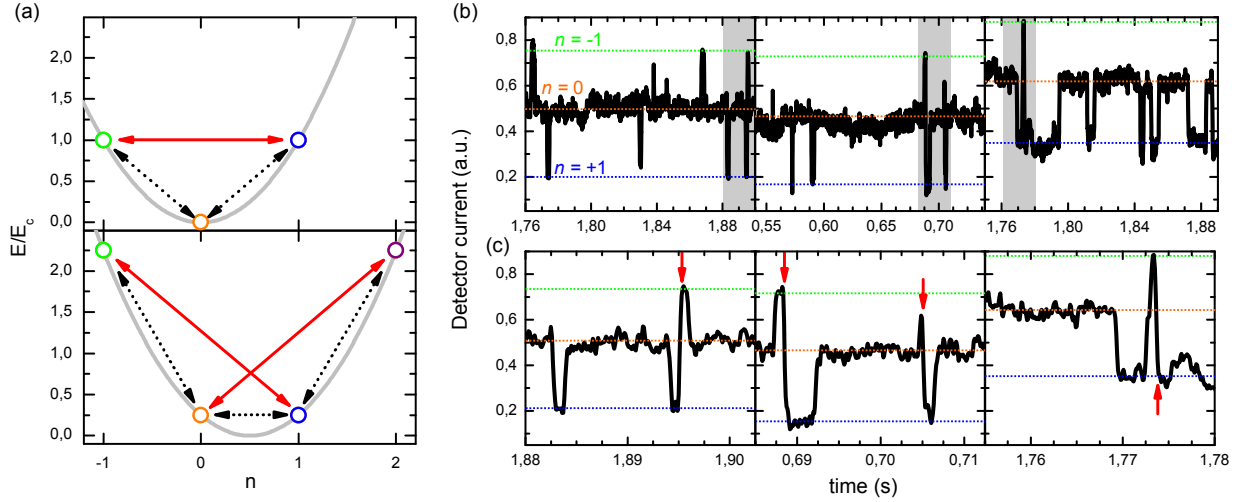 (a)
E/E_c
2,0
1,5
1,0
0,5
0,0
2,0
1,5
1,0
0,5
0,0
-1 0 1 2
n
(b)
Detector current (a.u.)
0,8
0,6
0,4
0,2
n = -1
n = 0
n = +1
1,76 1,80 1,84 1,88
0,55 0,60 0,65 0,70
1,76 1,80 1,84 1,88
(c)
0,8
0,6
0,4
0,2
1,88 1,89 1,90
0,69 0,70 0,71
1,76 1,77 1,78
time (s)